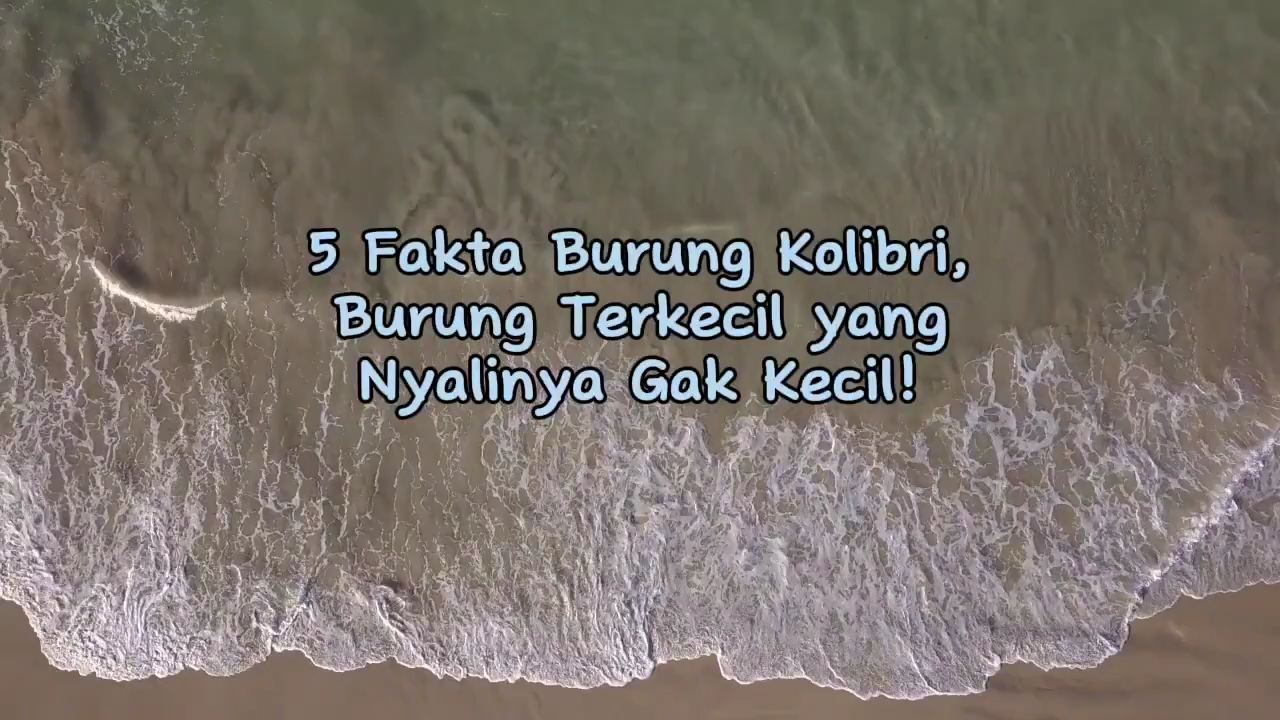 5 Fakta Burung Kolibri,
Burung Terkecil yang
Nyalinya Gak Kecil!